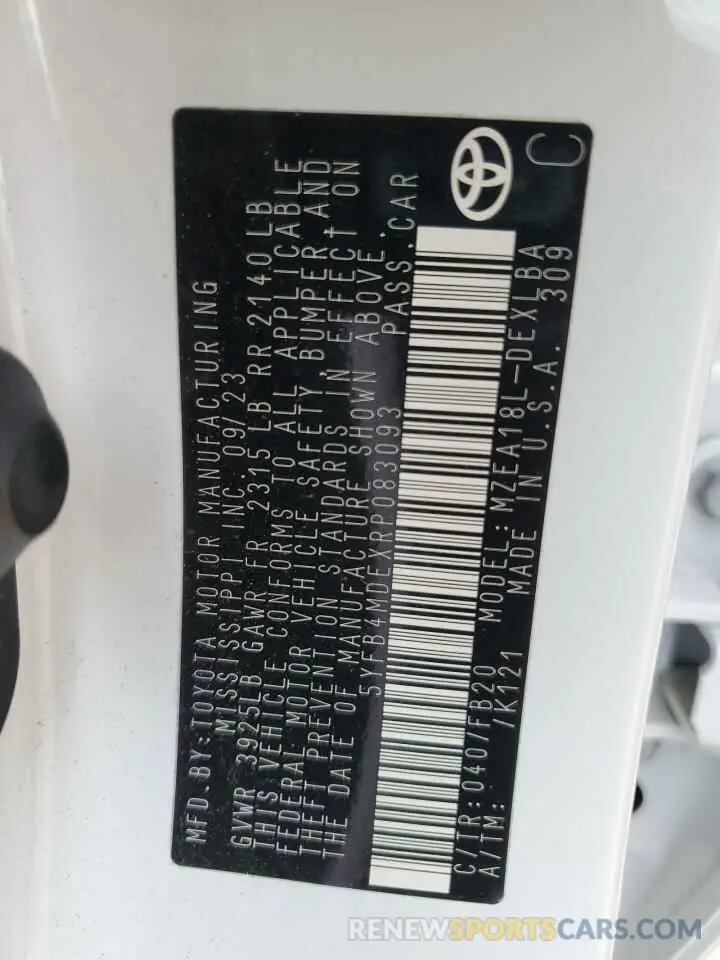 MFD.BY:TOYOTA MOTOR MANUFACTURING
MISSISSIPPI INC.09/23
GVWR 3925LB GAWR FR 2315 LB RR 2140 LB
THIS VEHICLE CONFORMS TO ALL APPLICABLE
FEDERAL MOTOR VEHICLE SAFETY, BUMPER AND
THEFT PREVENTION STANDARDS IN EFFECT ON
THE DATE OF MANUFACTURE SHOWN ABOVE.
5YFB4MDEXRP083093 PASS.CAR
C/TR:040/FB20 MODEL:MZEA18L-DEXLBA
A/TM: /K121 MADE IN U.S.A. 309
C
RENEWSPORTSCARS.COM